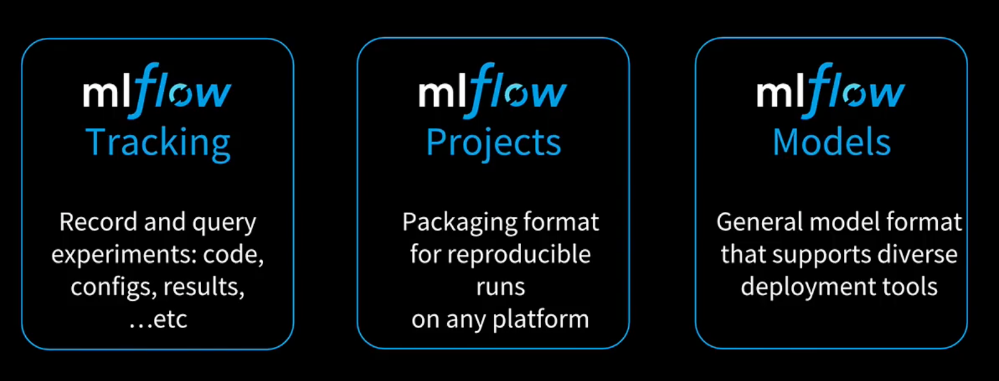 mlflow
Tracking
Record and query
experiments: code,
configs, results,
...etc
mlflow
Projects
Packaging format
for reproducible
runs
on any platform
mlflow
Models
General model format
that supports diverse
deployment tools